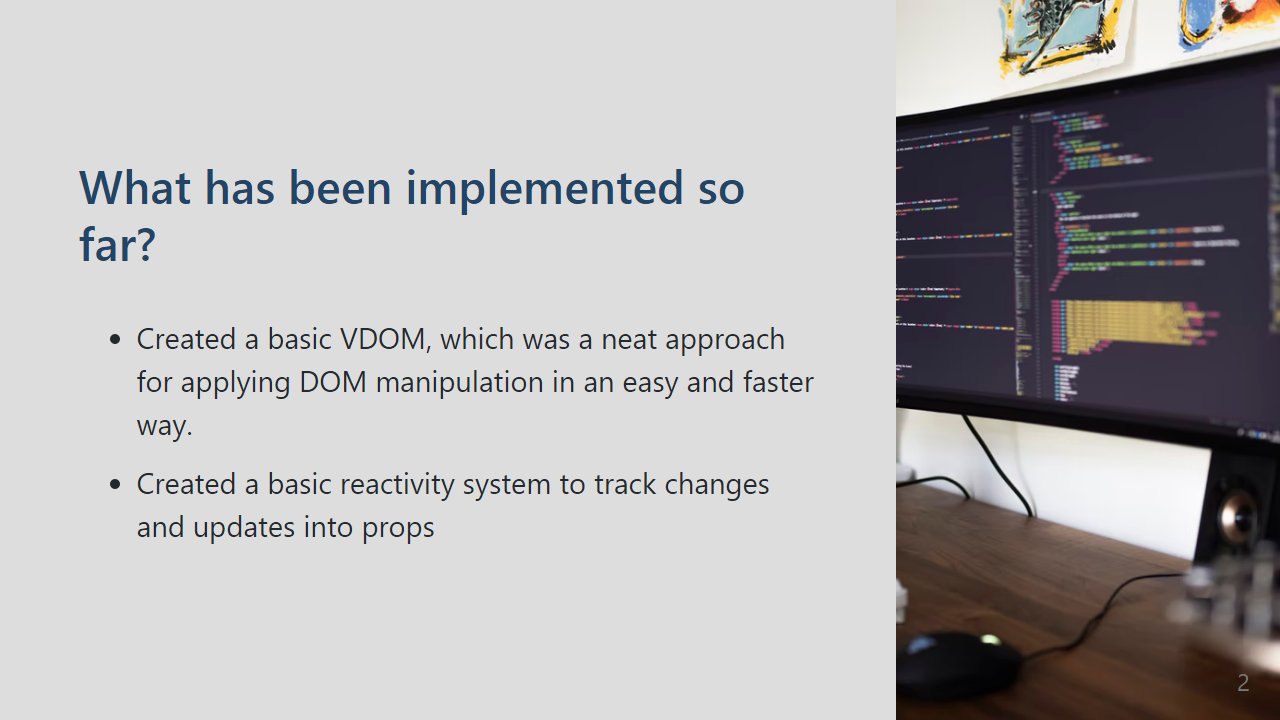 What has been implemented so
far?
• Created a basic VDOM, which was a neat approach
for applying DOM manipulation in an easy and faster
way.
• Created a basic reactivity system to track changes
and updates into props
2